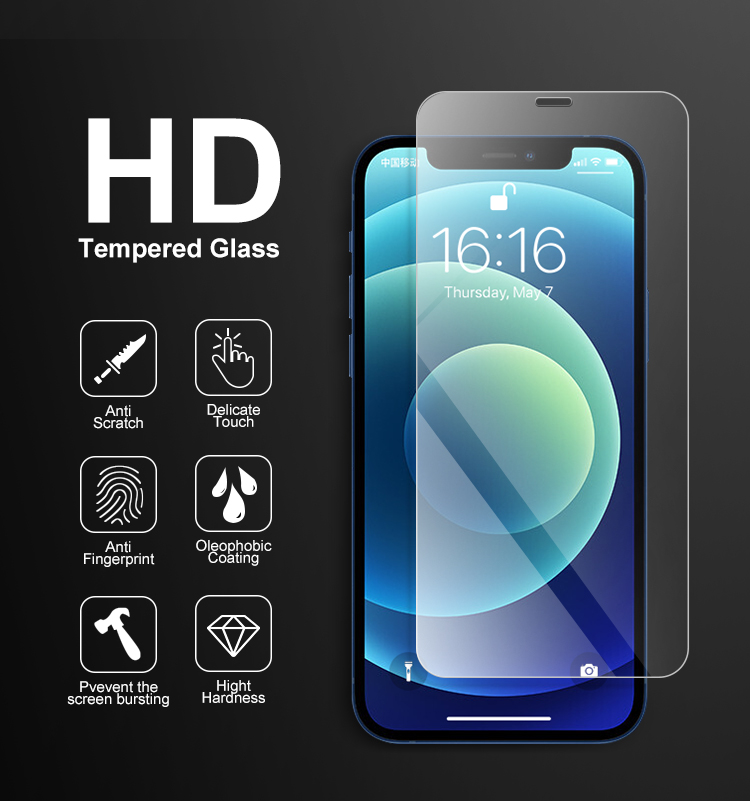 HD
Tempered Glass
Anti
Scratch
Delicate
Touch
Anti
Fingerprint
Oleophobic
Coating
Pvevent the
screen bursting
Hight
Hardness
中国移动
16:16
Thursday, May 7